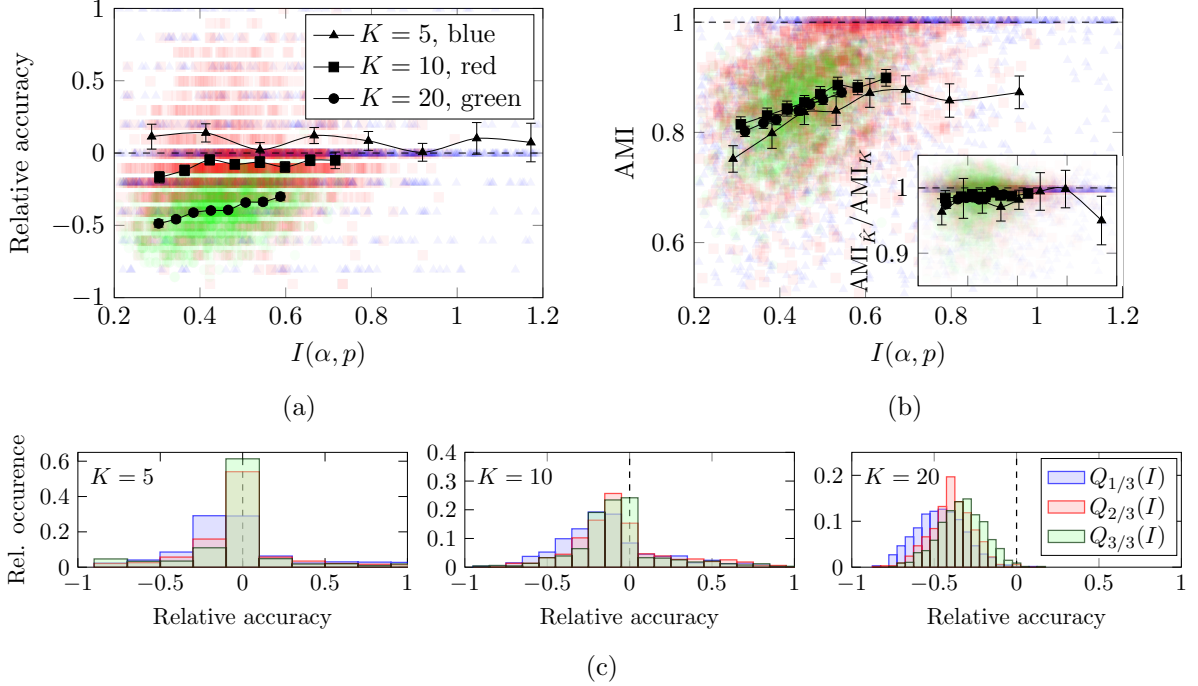 1
0.5
0
−0.5
−1
Relative accuracy
K = 5, blue
K = 10, red
K = 20, green
0.2
0.4
0.6
0.8
1
1.2
I(α, p)
(a)
1
0.8
0.6
AMI
0.2
0.4
0.6
0.8
1
1.2
I(α, p)
1
0.9
AMI_K̂/AMI_K
(b)
Rel. occurence
0.6
0.4
0.2
0
K = 5
−1
−0.5
0
0.5
1
Relative accuracy
0.4
0.3
0.2
0.1
0
K = 10
−1
−0.5
0
0.5
1
Relative accuracy
0.2
0.1
0
K = 20
Q_{1/3}(I)
Q_{2/3}(I)
Q_{3/3}(I)
−1
−0.5
0
0.5
1
Relative accuracy
(c)